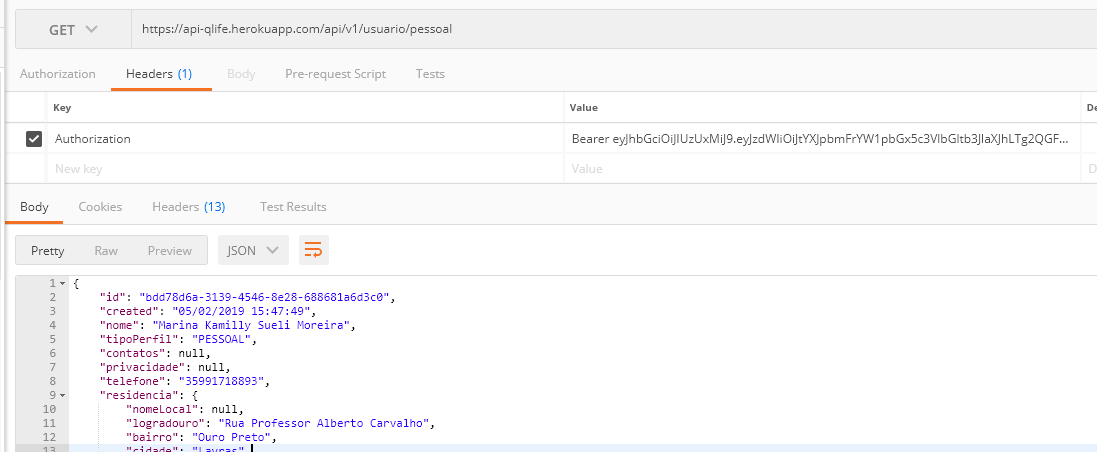 GET https://api-qlife.herokuapp.com/api/v1/usuario/pessoal
Authorization Headers (1) Body Pre-request Script Tests
Key Value De
Authorization Bearer eyJhbGciOiJIUzUxMiJ9.eyJzdWIiOiJtYXJpbmFrYW1pbGx5c3VlbGltb3JlaXJhLTg2QGF...
New key Value D
Body Cookies Headers (13) Test Results
Pretty Raw Preview JSON
1 {
2 "id": "bdd78d6a-3139-4546-8e28-688681a6d3c0",
3 "created": "05/02/2019 15:47:49",
4 "nome": "Marina Kamilly Sueli Moreira",
5 "tipoPerfil": "PESSOAL",
6 "contatos": null,
7 "privacidade": null,
8 "telefone": "35991718893",
9 "residencia": {
10 "nomeLocal": null,
11 "logradouro": "Rua Professor Alberto Carvalho",
12 "bairro": "Ouro Preto",
13 "cidade": "Lavras"